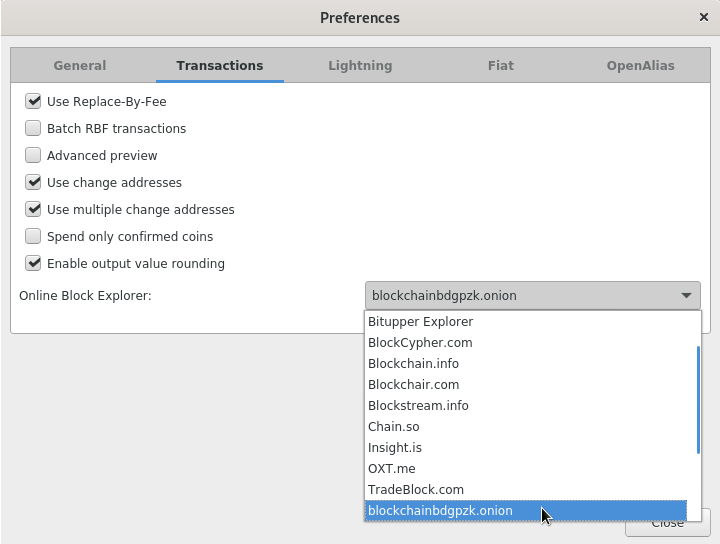 Preferences
General Transactions Lightning Fiat OpenAlias
Use Replace-By-Fee
Batch RBF transactions
Advanced preview
Use change addresses
Use multiple change addresses
Spend only confirmed coins
Enable output value rounding
Online Block Explorer: blockchainbdgpzk.onion
Bitupper Explorer
BlockCypher.com
Blockchain.info
Blockchair.com
Blockstream.info
Chain.so
Insight.is
OXT.me
TradeBlock.com
blockchainbdgpzk.onion
Close